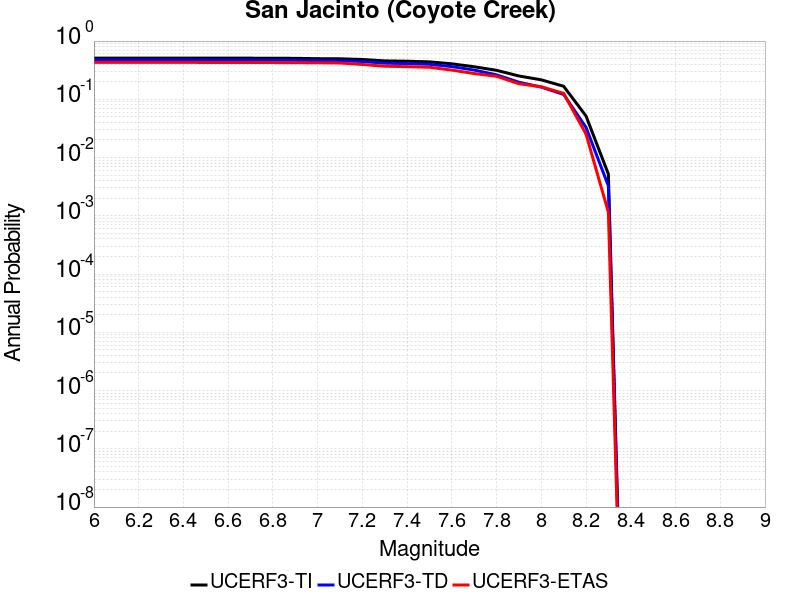 San Jacinto (Coyote Creek)
10^0
10^-1
10^-2
10^-3
10^-4
10^-5
10^-6
10^-7
10^-8
Annual Probability
6 6.2 6.4 6.6 6.8 7 7.2 7.4 7.6 7.8 8 8.2 8.4 8.6 8.8 9
Magnitude
UCERF3-TI UCERF3-TD UCERF3-ETAS